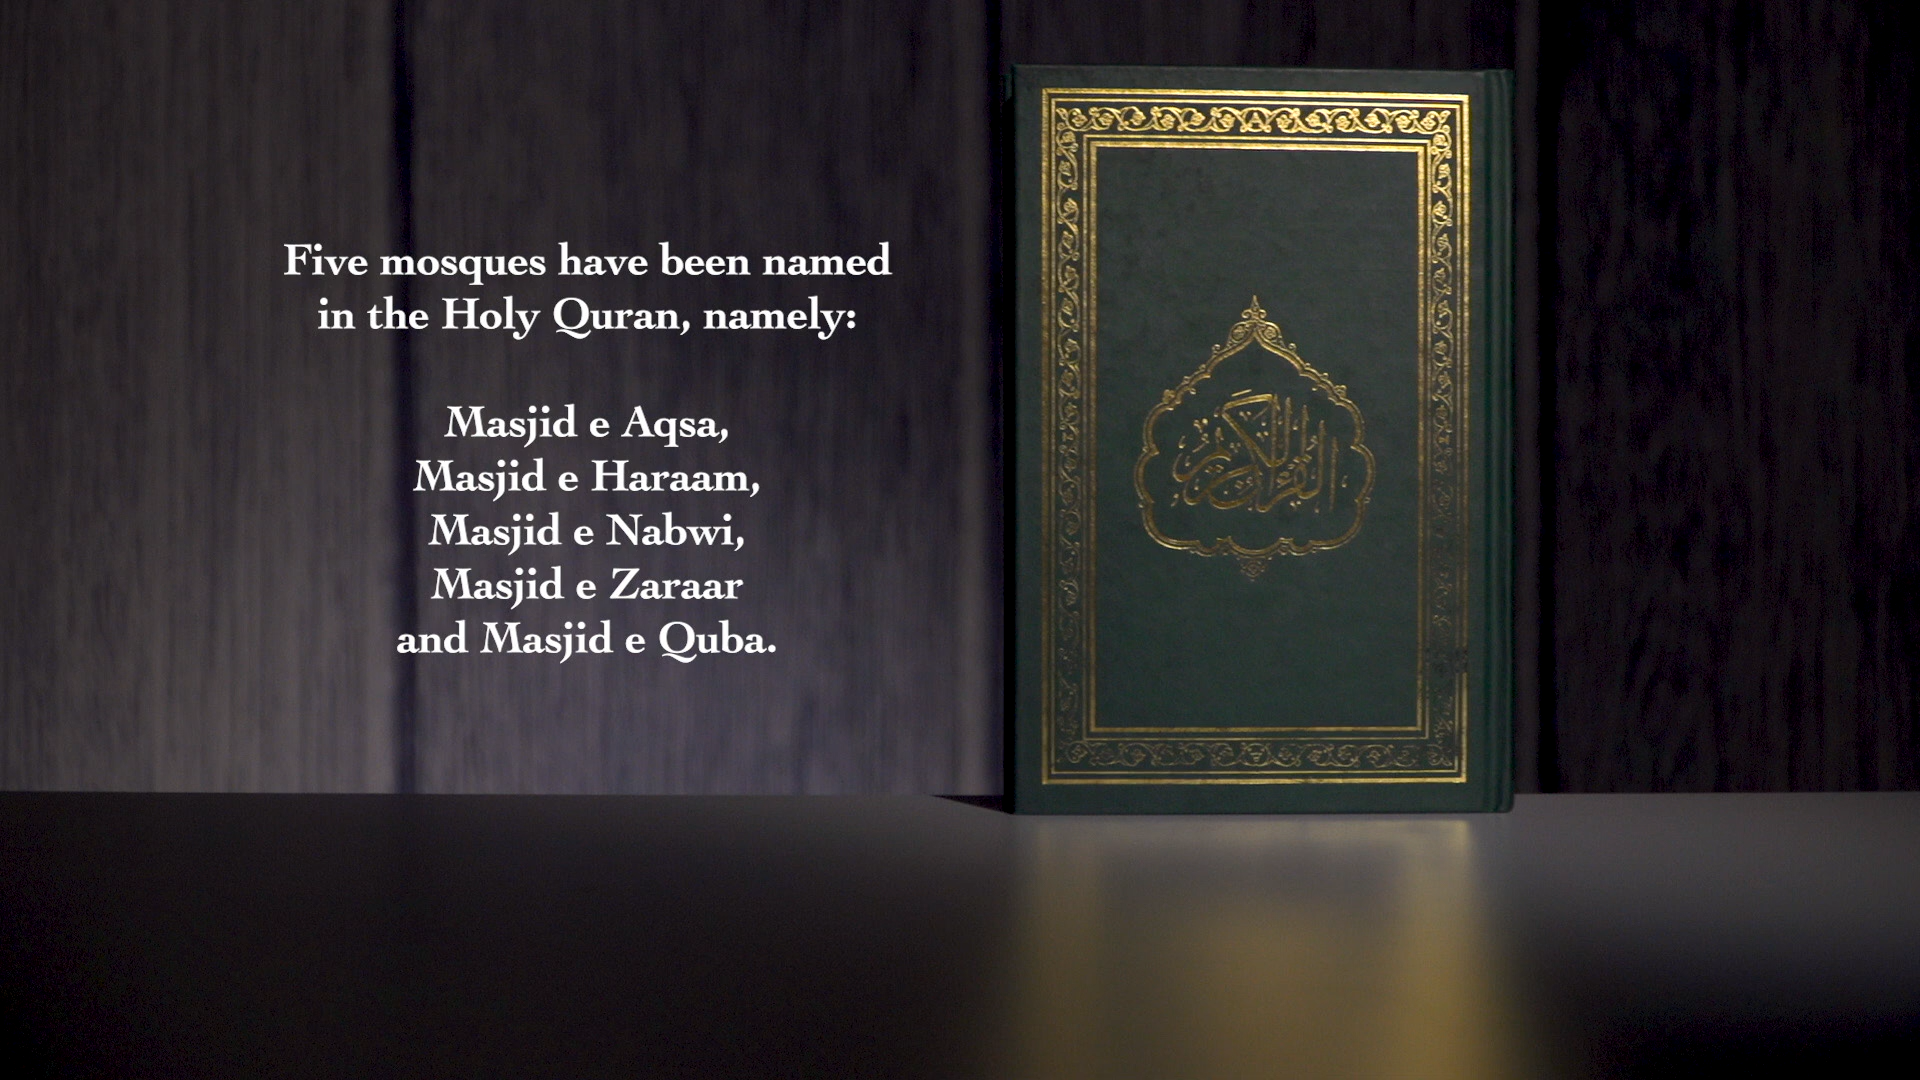 Five mosques have been named
in the Holy Quran, namely:
Masjid e Aqsa,
Masjid e Haraam,
Masjid e Nabwi,
Masjid e Zaraar
and Masjid e Quba.
القرآن الكريم